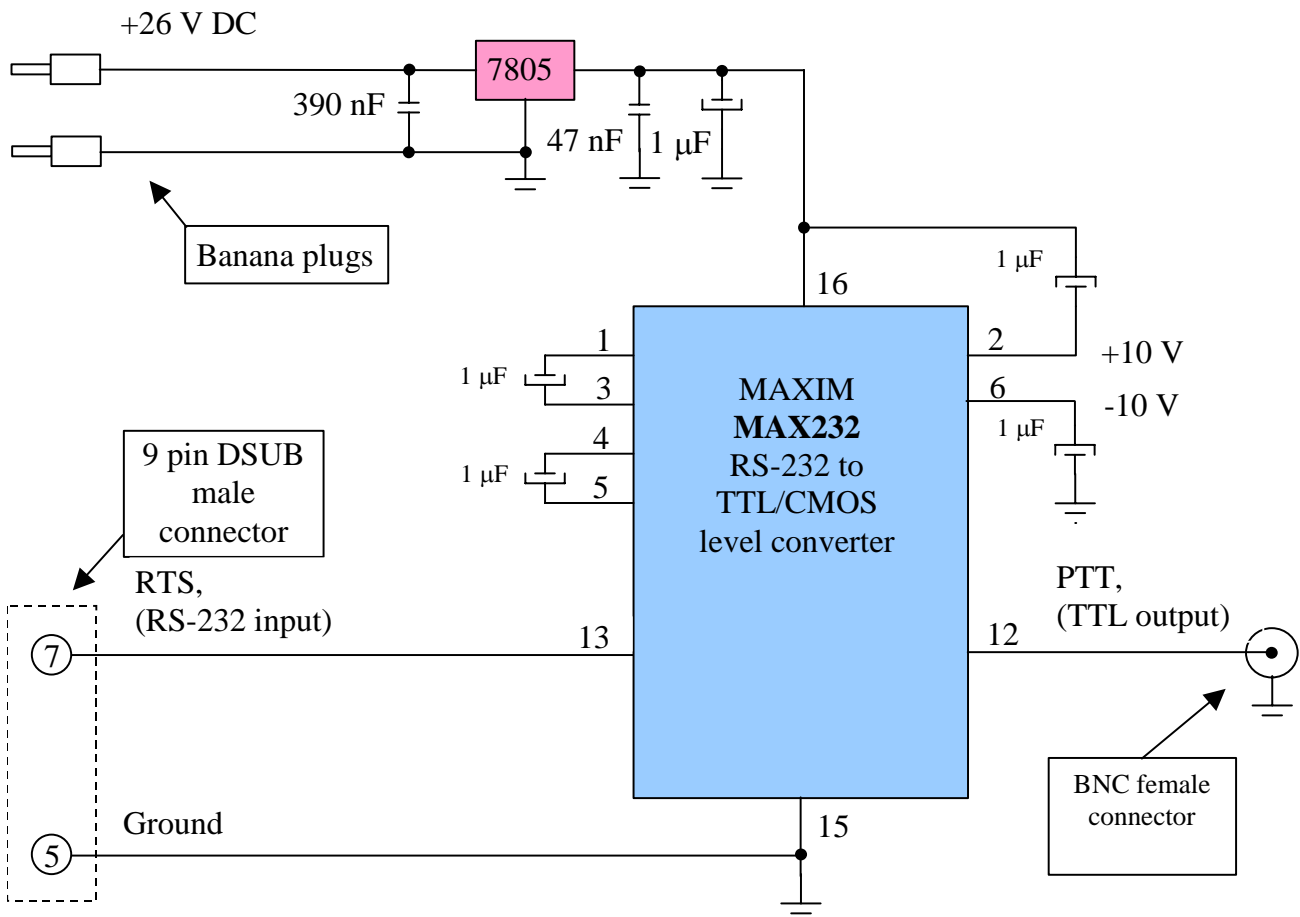 +26 V DC
7805
390 nF
47 nF
1 μF
Banana plugs
1 μF
16
1
2
+10 V
1 μF
3
6
-10 V
1 μF
MAXIM
MAX232
RS-232 to
TTL/CMOS
level converter
4
1 μF
5
9 pin DSUB
male
connector
RTS,
(RS-232 input)
PTT,
(TTL output)
7
13
12
BNC female
connector
Ground
15
5